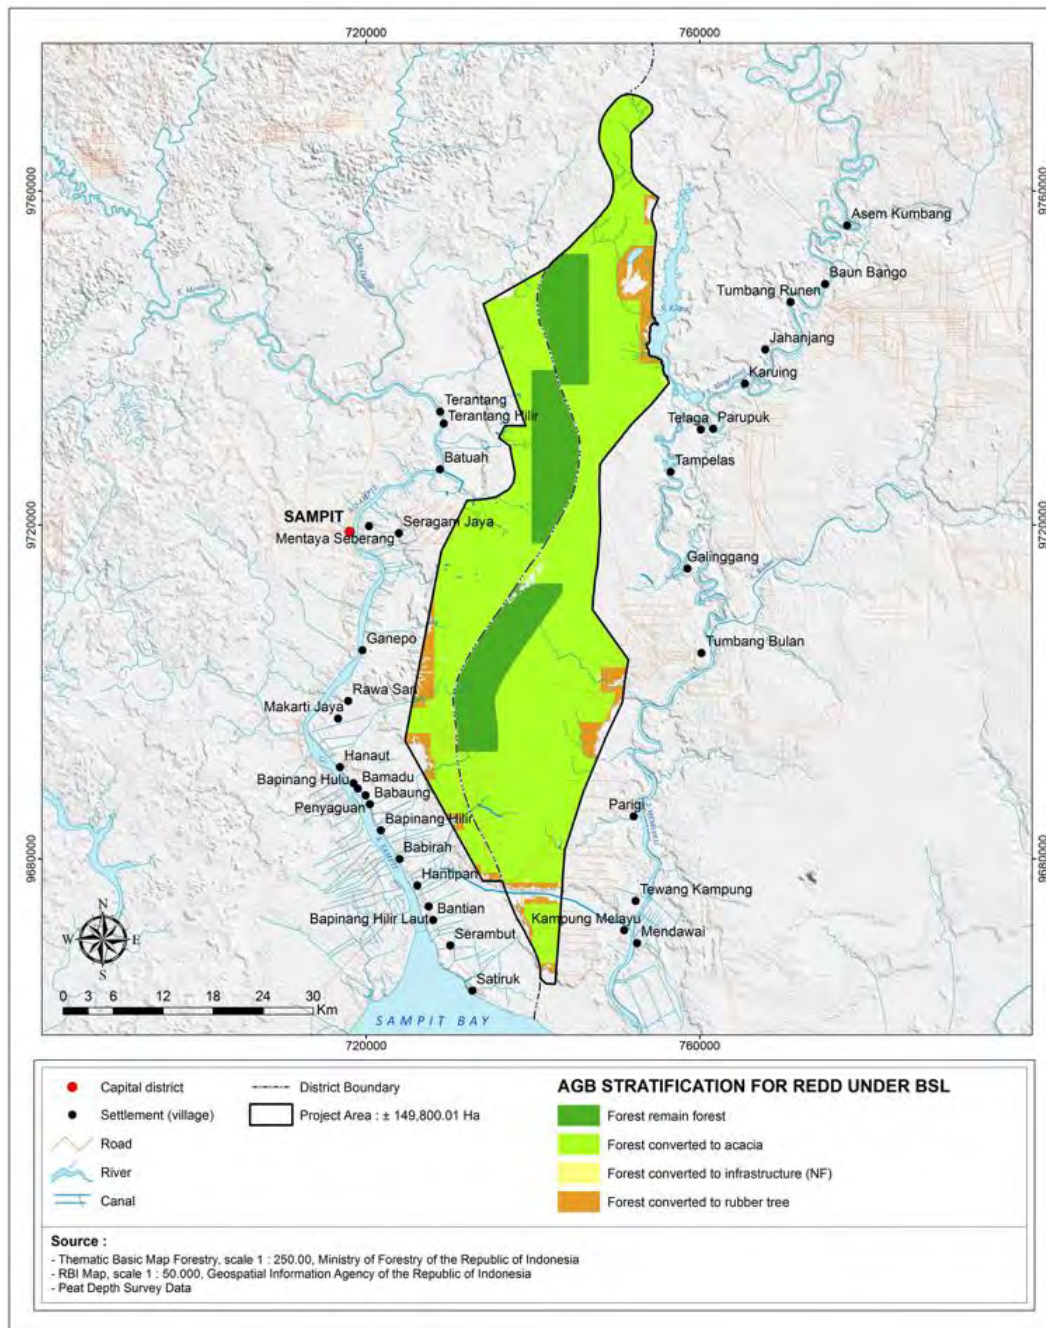 720000 760000
9760000 9760000
Asem Kumbang
Baun Bango
Tumbang Runen
Jahanjang
Karuing
Terantang
Terantang Hilir
Telaga
Parupuk
Batuah
Tampelas
S. SAMPIT
SAMPIT
Seragam Jaya
Mentaya Seberang
9720000 9720000
Galinggang
Ganepo
Tumbang Bulan
Rawa Sari
Makarti Jaya
Hanaut
Bapinang Hulu
Bamadu
Babaung
Penyaguan
Bapinang Hilir
Parigi
Babirah
9680000 9680000
Hantipan
Tewang Kampung
Bantian
Bapinang Hilir Laut
Kampung Melayu
Mendawai
Serambut
Satiruk
N
W E
S
0 3 6 12 18 24 30
Km
SAMPIT BAY
720000 760000
Capital district
Settlement (village)
Road
River
Canal
District Boundary
Project Area : ± 149,800.01 Ha
AGB STRATIFICATION FOR REDD UNDER BSL
Forest remain forest
Forest converted to acacia
Forest converted to infrastructure (NF)
Forest converted to rubber tree
Source :
- Thematic Basic Map Forestry, scale 1 : 250.00, Ministry of Forestry of the Republic of Indonesia
- RBI Map, scale 1 : 50.000, Geospatial Information Agency of the Republic of Indonesia
- Peat Depth Survey Data